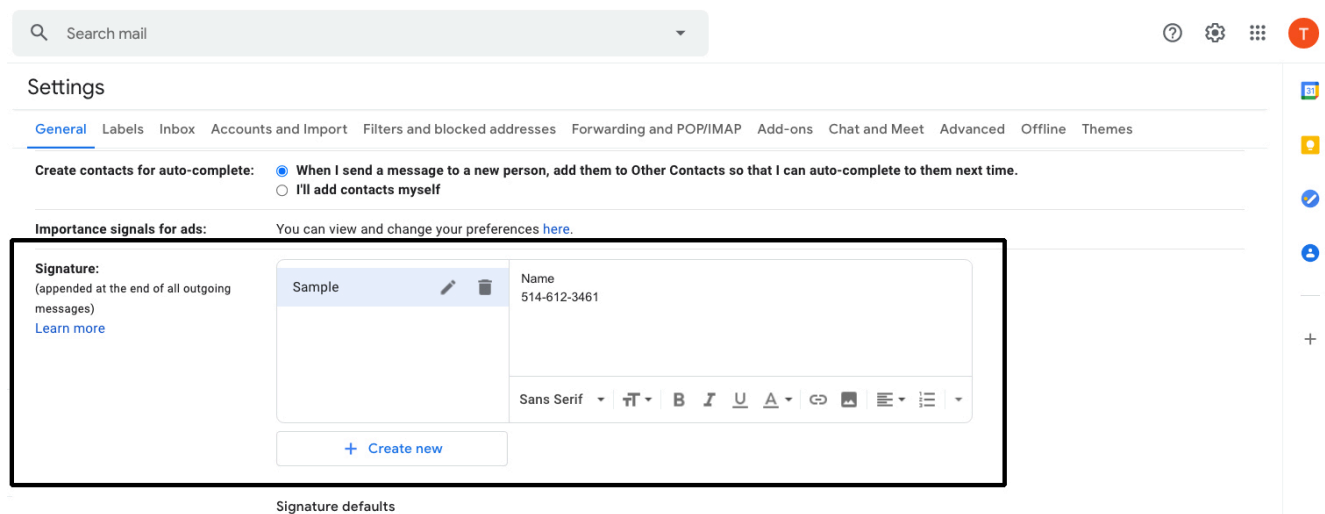 Search mail
T
Settings
General Labels Inbox Accounts and Import Filters and blocked addresses Forwarding and POP/IMAP Add-ons Chat and Meet Advanced Offline Themes
31
Create contacts for auto-complete:
When I send a message to a new person, add them to Other Contacts so that I can auto-complete to them next time.
I'll add contacts myself
Importance signals for ads:
You can view and change your preferences here.
Signature:
(appended at the end of all outgoing
messages)
Learn more
Sample
Name
514-612-3461
Sans Serif
+ Create new
Signature defaults